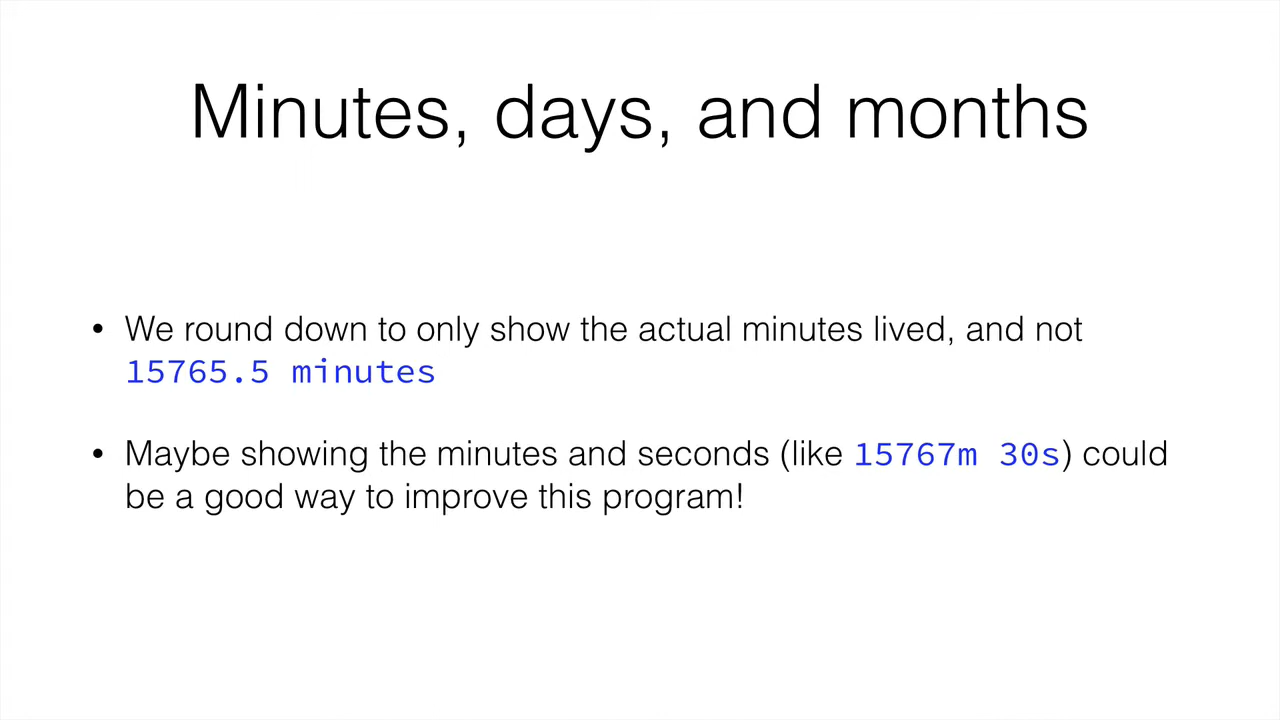 Minutes, days, and months
• We round down to only show the actual minutes lived, and not
15765.5 minutes
• Maybe showing the minutes and seconds (like 15767m 30s) could
be a good way to improve this program!